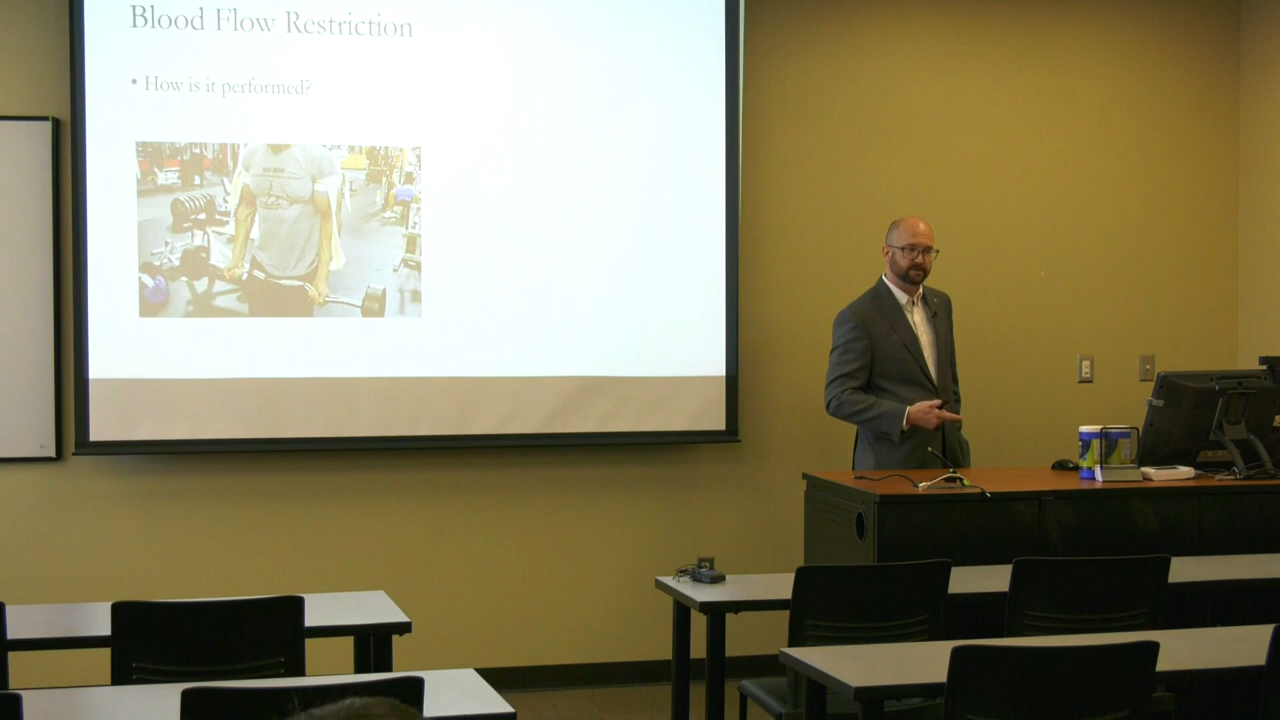 Blood Flow Restriction
• How is it performed?